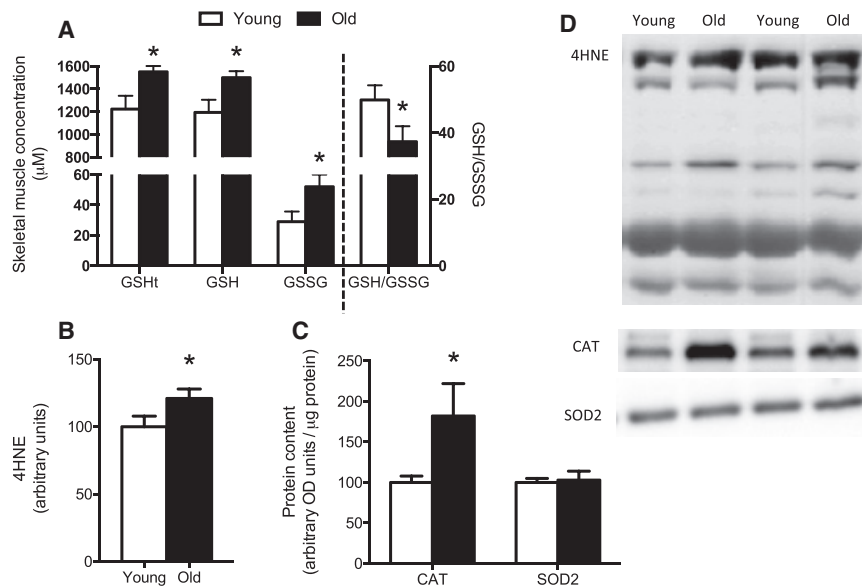 A
Young Old
Skeletal muscle concentration
(μM)
1600
1400
1200
1000
800
60
40
20
0
* * * *
60
40
20
0
GSH/GSSG
GSHt GSH GSSG GSH/GSSG
B
4HNE
(arbitrary units)
150
100
50
0
*
Young Old
C
Protein content
(arbitrary OD units / μg protein)
250
200
150
100
50
0
*
CAT SOD2
D
Young Old Young Old
4HNE
CAT
SOD2